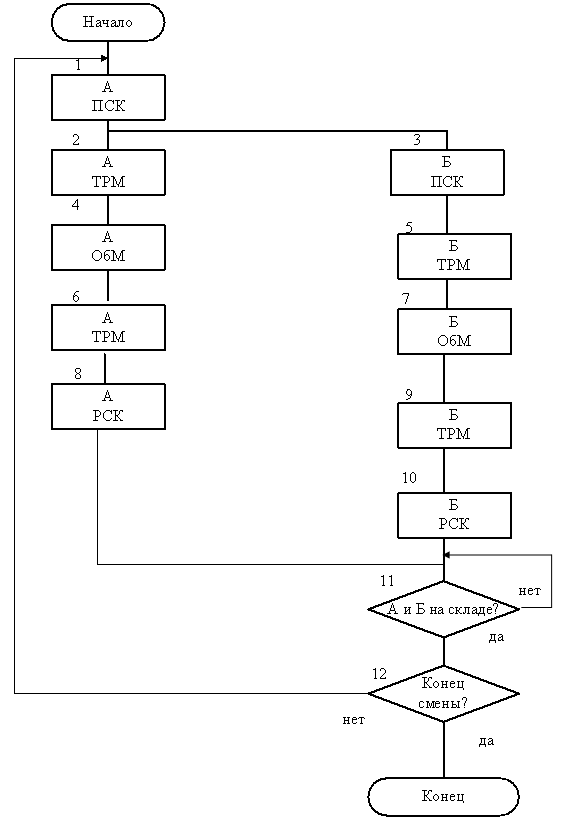 Начало
1
А
ПСК
2
А
ТРМ
3
Б
ПСК
4
А
ОбМ
5
Б
ТРМ
6
А
ТРМ
7
Б
ОбМ
8
А
РСК
9
Б
ТРМ
10
Б
РСК
11
А и Б на складе?
нет
да
12
Конец
смены?
нет
да
Конец